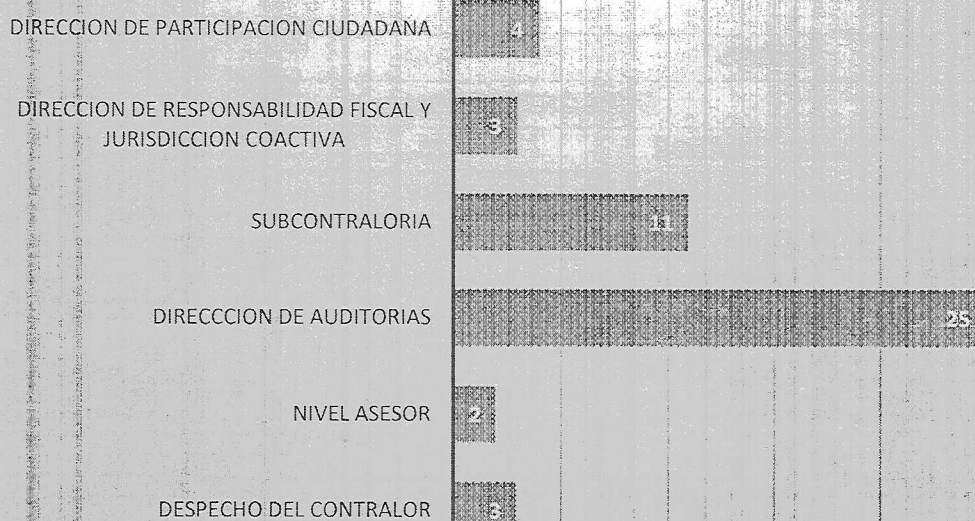 DIRECCION DE PARTICIPACION CIUDADANA
4
DIRECCION DE RESPONSABILIDAD FISCAL Y
JURISDICCION COACTIVA
3
SUBCONTRALORIA
11
DIRECCCION DE AUDITORIAS
25
NIVEL ASESOR
2
DESPECHO DEL CONTRALOR
3